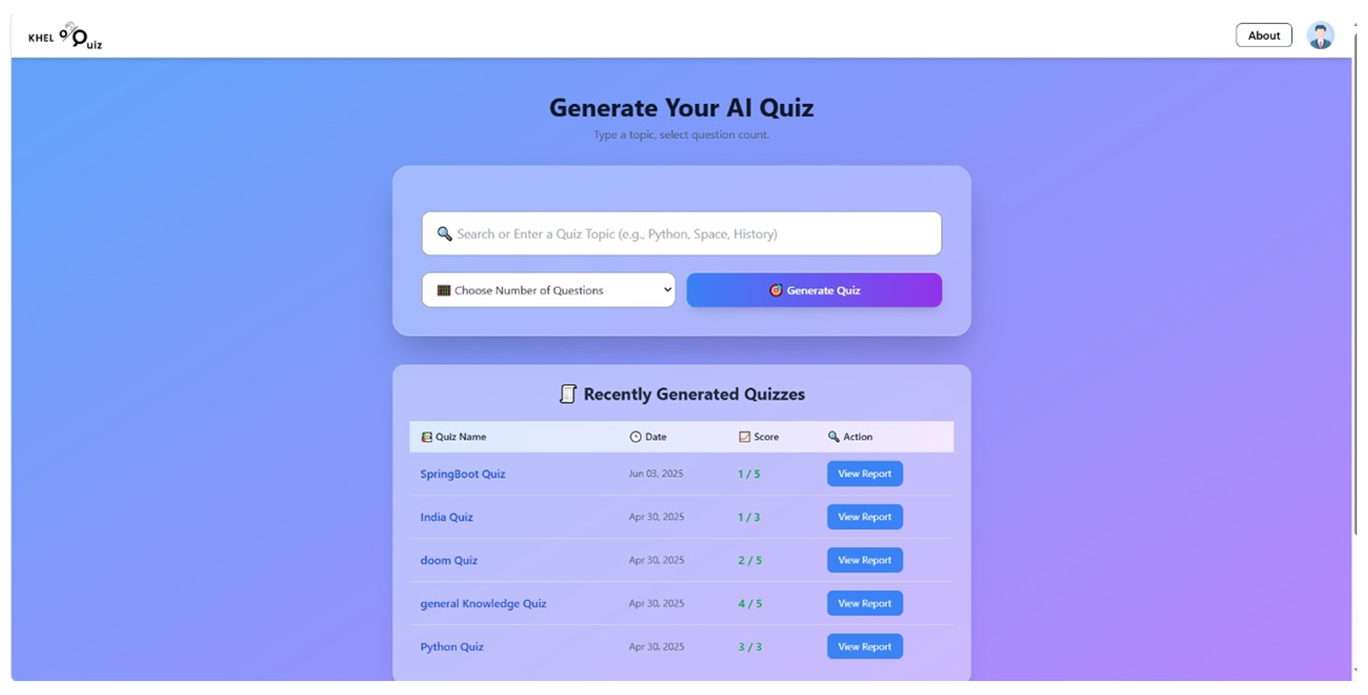 KHEL Quiz
About
Generate Your AI Quiz
Type a topic, select question count.
Search or Enter a Quiz Topic (e.g., Python, Space, History)
Choose Number of Questions
Generate Quiz
Recently Generated Quizzes
Quiz Name Date Score Action
SpringBoot Quiz Jun 03, 2025 1 / 5 View Report
India Quiz Apr 30, 2025 1 / 3 View Report
doom Quiz Apr 30, 2025 2 / 5 View Report
general Knowledge Quiz Apr 30, 2025 4 / 5 View Report
Python Quiz Apr 30, 2025 3 / 3 View Report